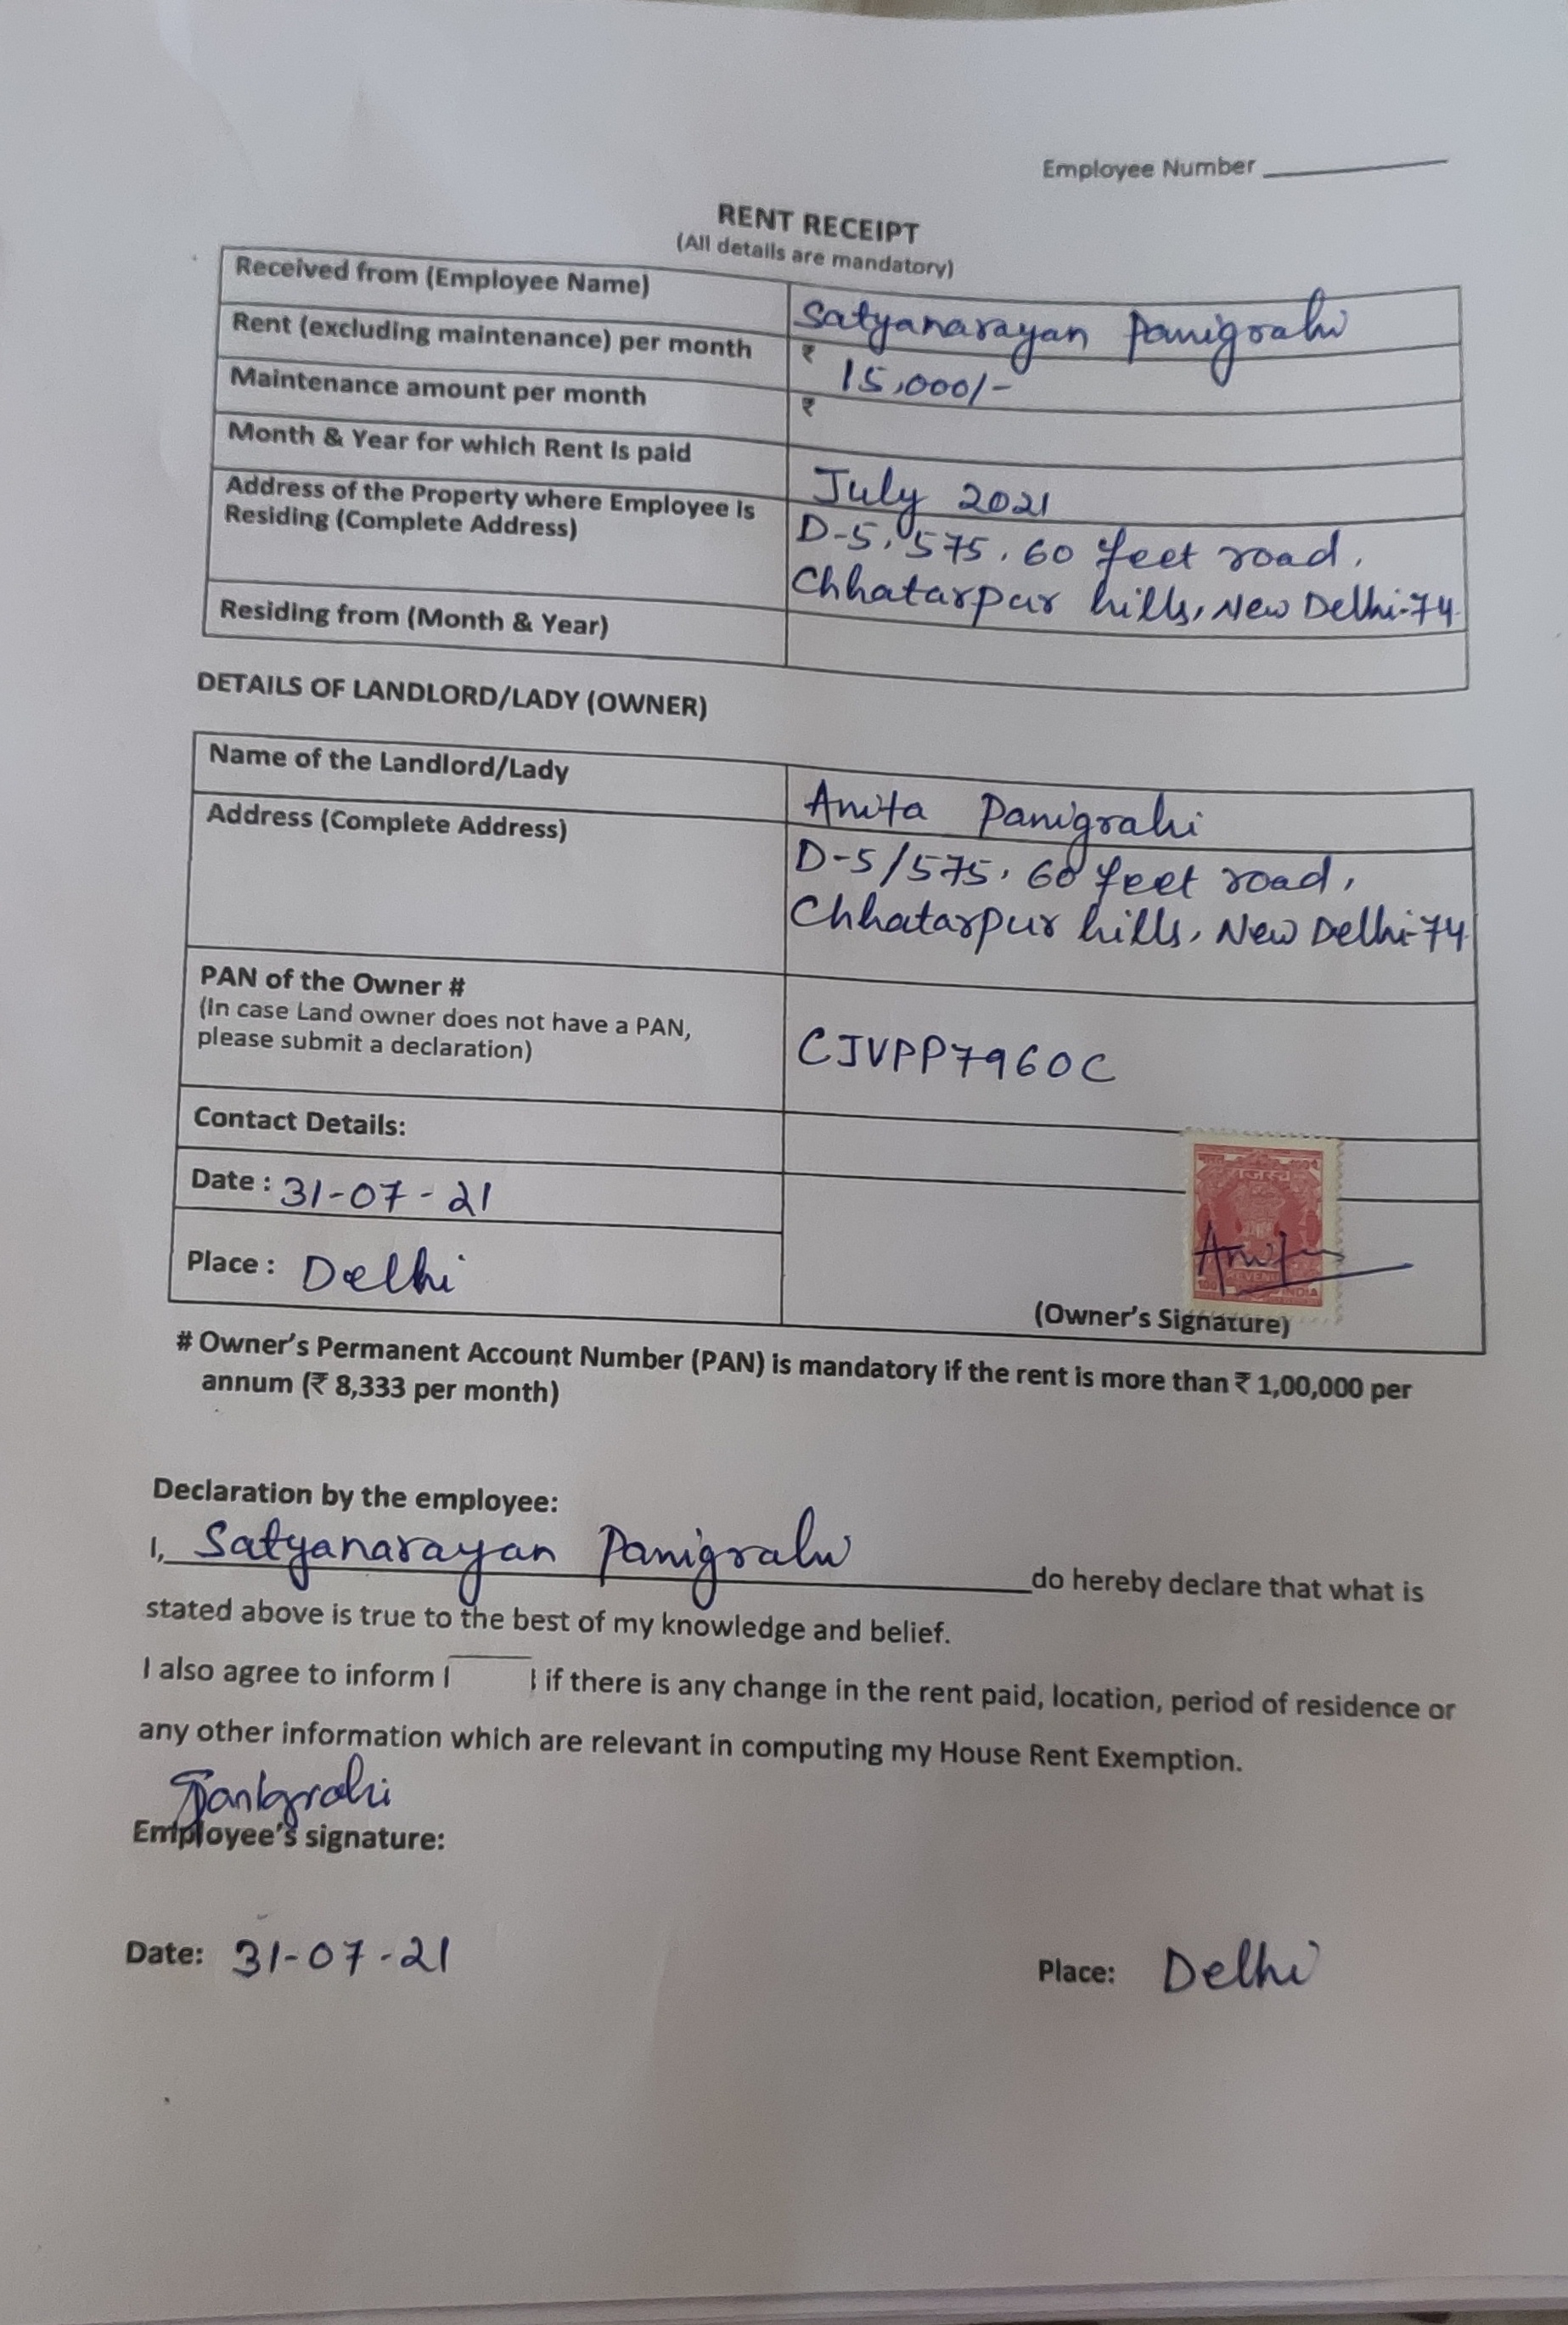 Employee Number
RENT RECEIPT
(All details are mandatory)
Received from (Employee Name) Satyanarayan Panigrahi
Rent (excluding maintenance) per month ₹ 15,000/-
Maintenance amount per month ₹
Month & Year for which Rent is paid July 2021
Address of the Property where Employee is D-5, 575, 60 feet road,
Residing (Complete Address) Chhatarpur hills, New Delhi-74
Residing from (Month & Year)
DETAILS OF LANDLORD/LADY (OWNER)
Name of the Landlord/Lady Anita Panigrahi
Address (Complete Address) D-5/575, 60 feet road,
Chhatarpur hills, New Delhi-74
PAN of the Owner #
(In case Land owner does not have a PAN,
please submit a declaration) CJVPP7960C
Contact Details:
राजस्व
Date : 31-07-21
Anita
Place : Delhi
INDIA
(Owner's Signature)
# Owner's Permanent Account Number (PAN) is mandatory if the rent is more than ₹ 1,00,000 per
annum (₹ 8,333 per month)
Declaration by the employee:
I, Satyanarayan Panigrahi do hereby declare that what is
stated above is true to the best of my knowledge and belief.
I also agree to inform if there is any change in the rent paid, location, period of residence or
any other information which are relevant in computing my House Rent Exemption.
Employee's signature:
Date: 31-07-21 Place: Delhi